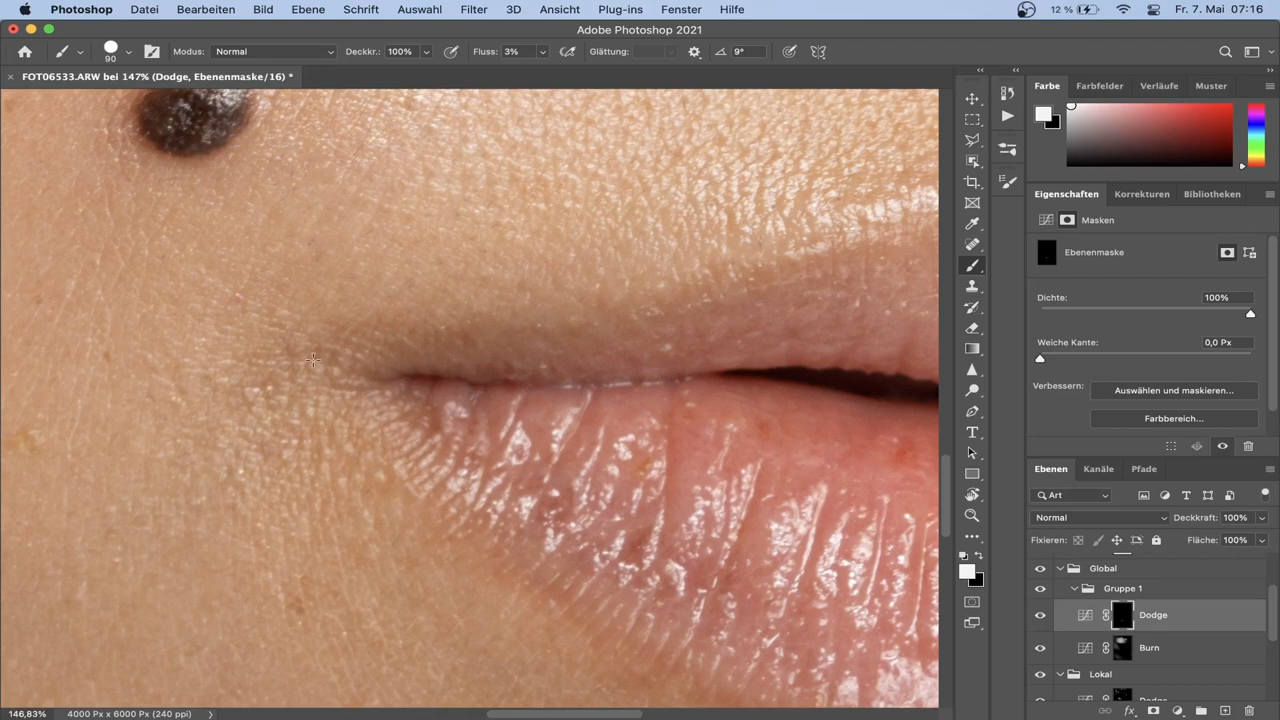 Photoshop Datei Bearbeiten Bild Ebene Schrift Auswahl Filter 3D Ansicht Plug-ins Fenster Hilfe 12 % Fr. 7. Mai 07:16
Adobe Photoshop 2021
90 Modus: Normal Deckkr.: 100% Fluss: 3% Glättung: 9°
FOT06533.ARW bei 147% (Dodge, Ebenenmaske/16) *
Farbe Farbfelder Verläufe Muster
Eigenschaften Korrekturen Bibliotheken
Masken
Ebenenmaske
Dichte: 100%
Weiche Kante: 0,0 Px
Verbessern: Auswählen und maskieren...
Farbbereich...
Ebenen Kanäle Pfade
Art
Normal Deckkraft: 100%
Fixieren: Fläche: 100%
Global
Gruppe 1
Dodge
Burn
Lokal
Dodge
146,83% 4000 Px x 6000 Px (240 ppi)